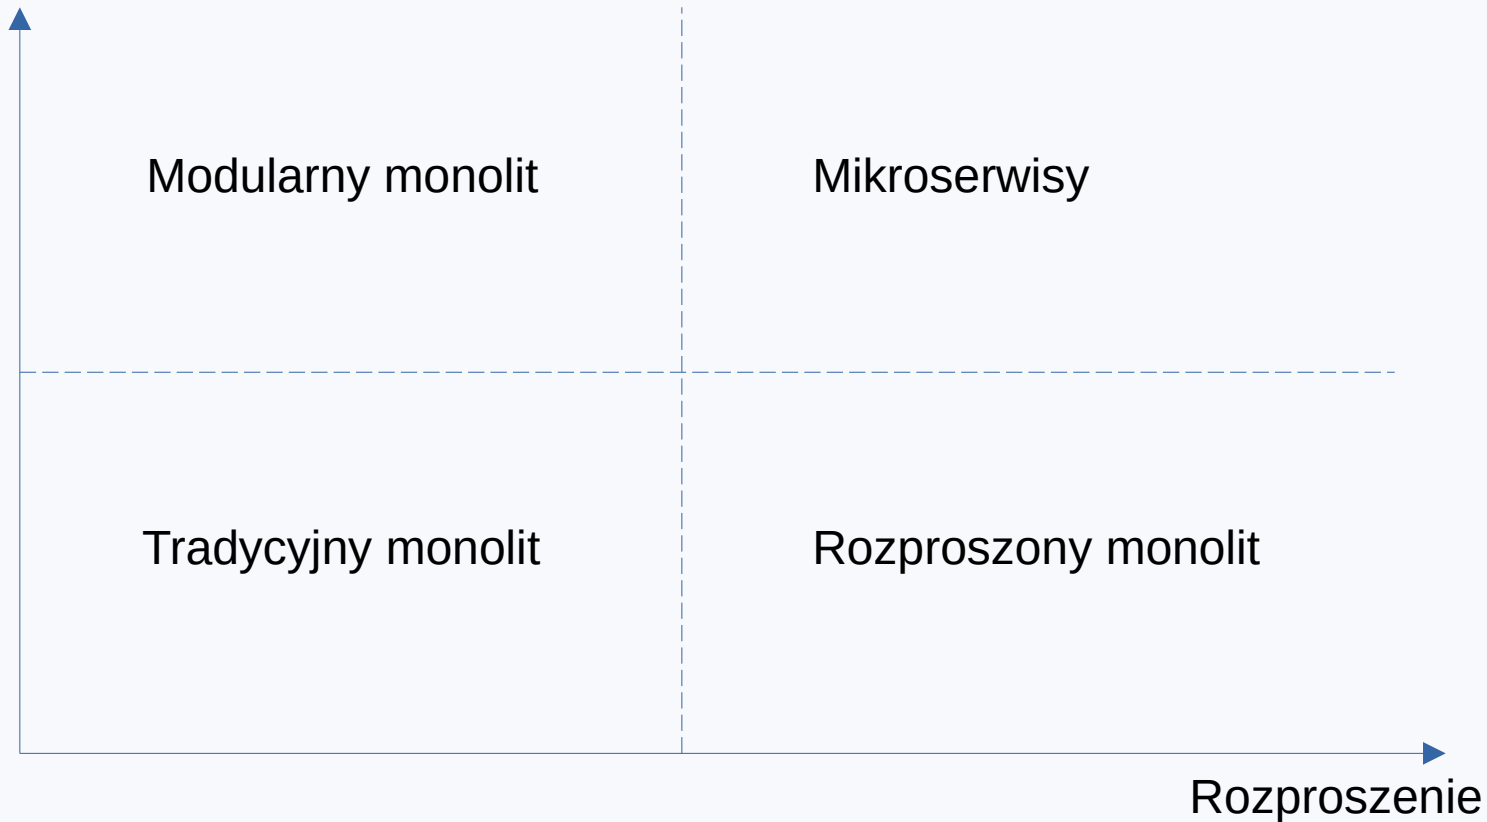 Modularny monolit
Mikroserwisy
Tradycyjny monolit
Rozproszony monolit
Rozproszenie